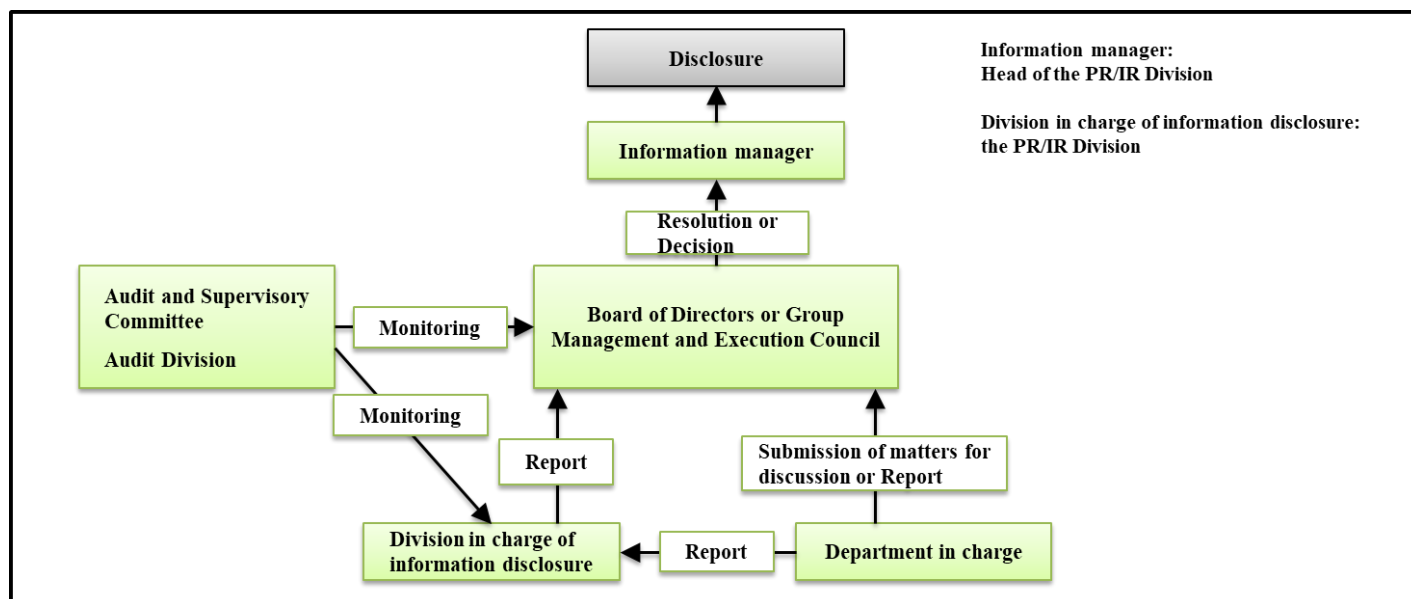 Disclosure
Information manager:
Head of the PR/IR Division
Division in charge of information disclosure:
the PR/IR Division
Information manager
Resolution or
Decision
Audit and Supervisory
Committee
Audit Division
Monitoring
Board of Directors or Group
Management and Execution Council
Monitoring
Report
Submission of matters for
discussion or Report
Division in charge of
information disclosure
Report
Department in charge